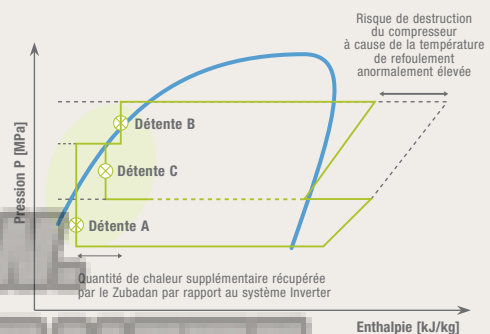 Risque de destruction
du compresseur
à cause de la température
de refoulement
anormalement élevée
Pression P [MPa]
Détente B
Détente C
Détente A
Quantité de chaleur supplémentaire récupérée
par le Zubadan par rapport au système Inverter
Enthalpie [kJ/kg]